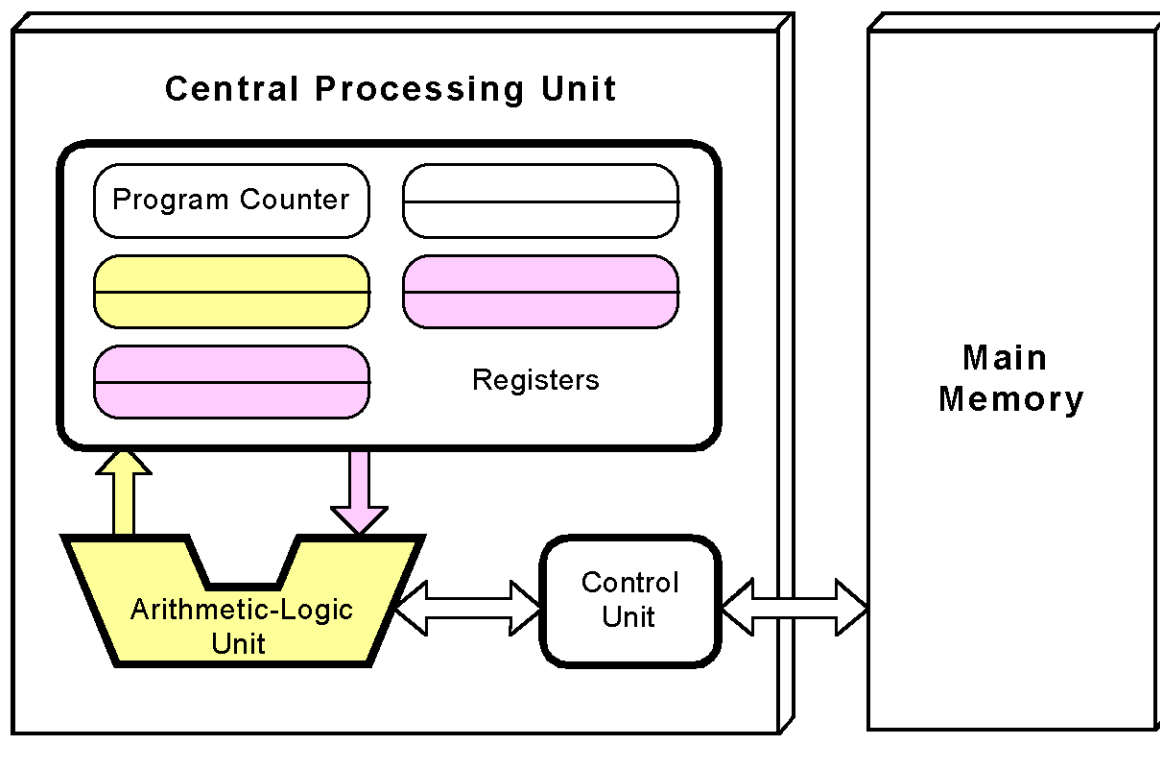 Central Processing Unit
Program Counter
Registers
Arithmetic-Logic
Unit
Control
Unit
Main
Memory